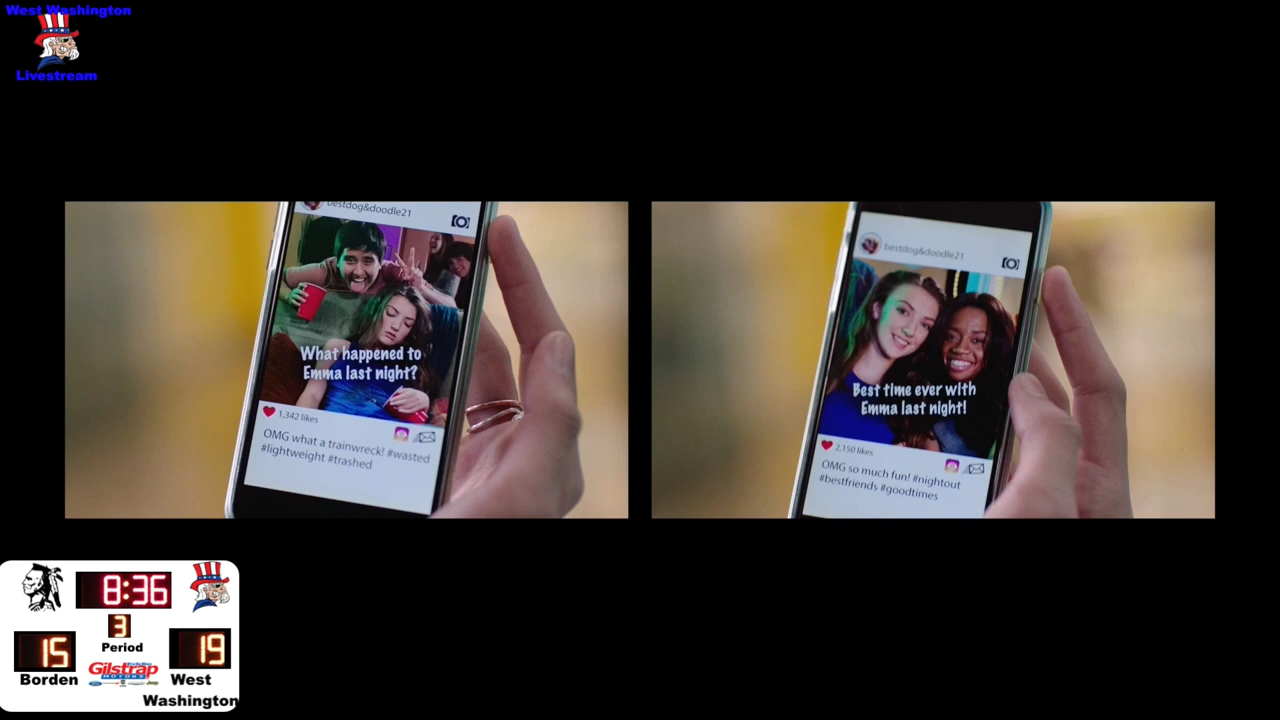 West Washington
Livestream
bestdog&doodle21
What happened to
Emma last night?
1,342 likes
OMG what a trainwreck! #wasted
#lightweight #trashed
bestdog&doodle21
Best time ever with
Emma last night!
2,150 likes
OMG so much fun! #nightout
#bestfriends #goodtimes
8:36
3
Period
15
19
Borden
Gilstrap
MOTORS
West
Washington